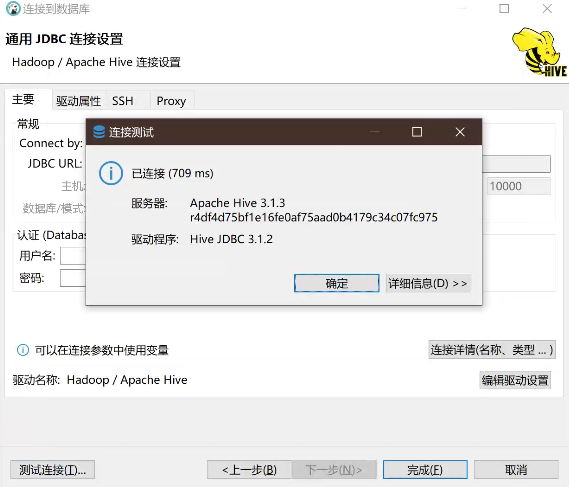 连接到数据库
通用 JDBC 连接设置
Hadoop / Apache Hive 连接设置
HIVE
主要 驱动属性 SSH Proxy
常规
Connect by:
JDBC URL:
主机:
10000
数据库/模式:
认证 (Databas
用户名:
密码:
连接测试
已连接 (709 ms)
服务器: Apache Hive 3.1.3
r4df4d75bf1e16fe0af75aad0b4179c34c07fc975
驱动程序: Hive JDBC 3.1.2
确定 详细信息(D) >>
可以在连接参数中使用变量 连接详情(名称、类型 ... )
驱动名称: Hadoop / Apache Hive 编辑驱动设置
测试连接(T)... <上一步(B) 下一步(N)> 完成(F) 取消